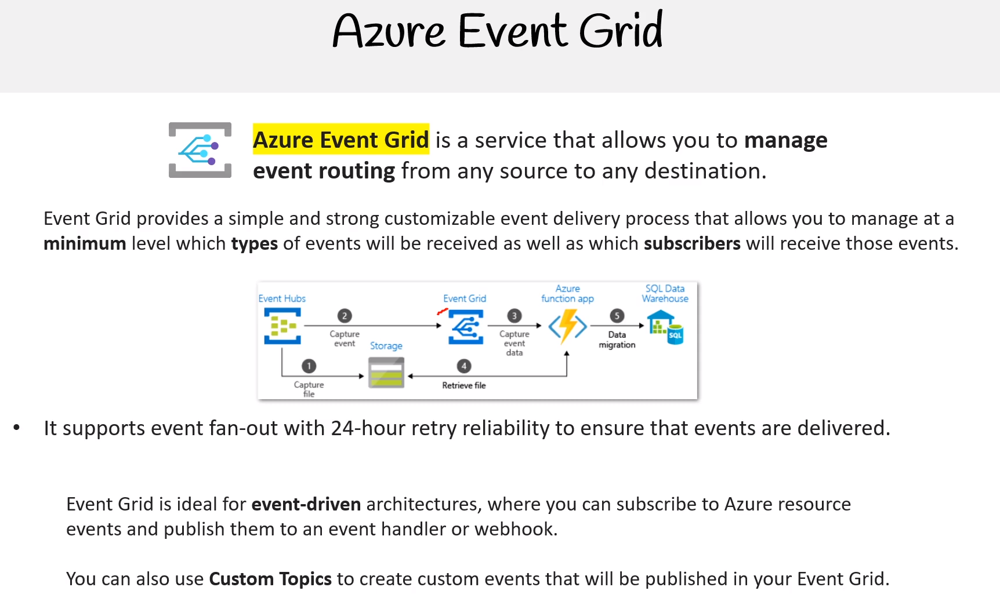 Azure Event Grid
Azure Event Grid is a service that allows you to manage
event routing from any source to any destination.
Event Grid provides a simple and strong customizable event delivery process that allows you to manage at a
minimum level which types of events will be received as well as which subscribers will receive those events.
Event Hubs
2
Capture
event
Event Grid
3
Capture
event
data
Azure
function app
5
Data
migration
SQL Data
Warehouse
SQL
1
Capture
file
Storage
4
Retrieve file
• It supports event fan-out with 24-hour retry reliability to ensure that events are delivered.
Event Grid is ideal for event-driven architectures, where you can subscribe to Azure resource
events and publish them to an event handler or webhook.
You can also use Custom Topics to create custom events that will be published in your Event Grid.